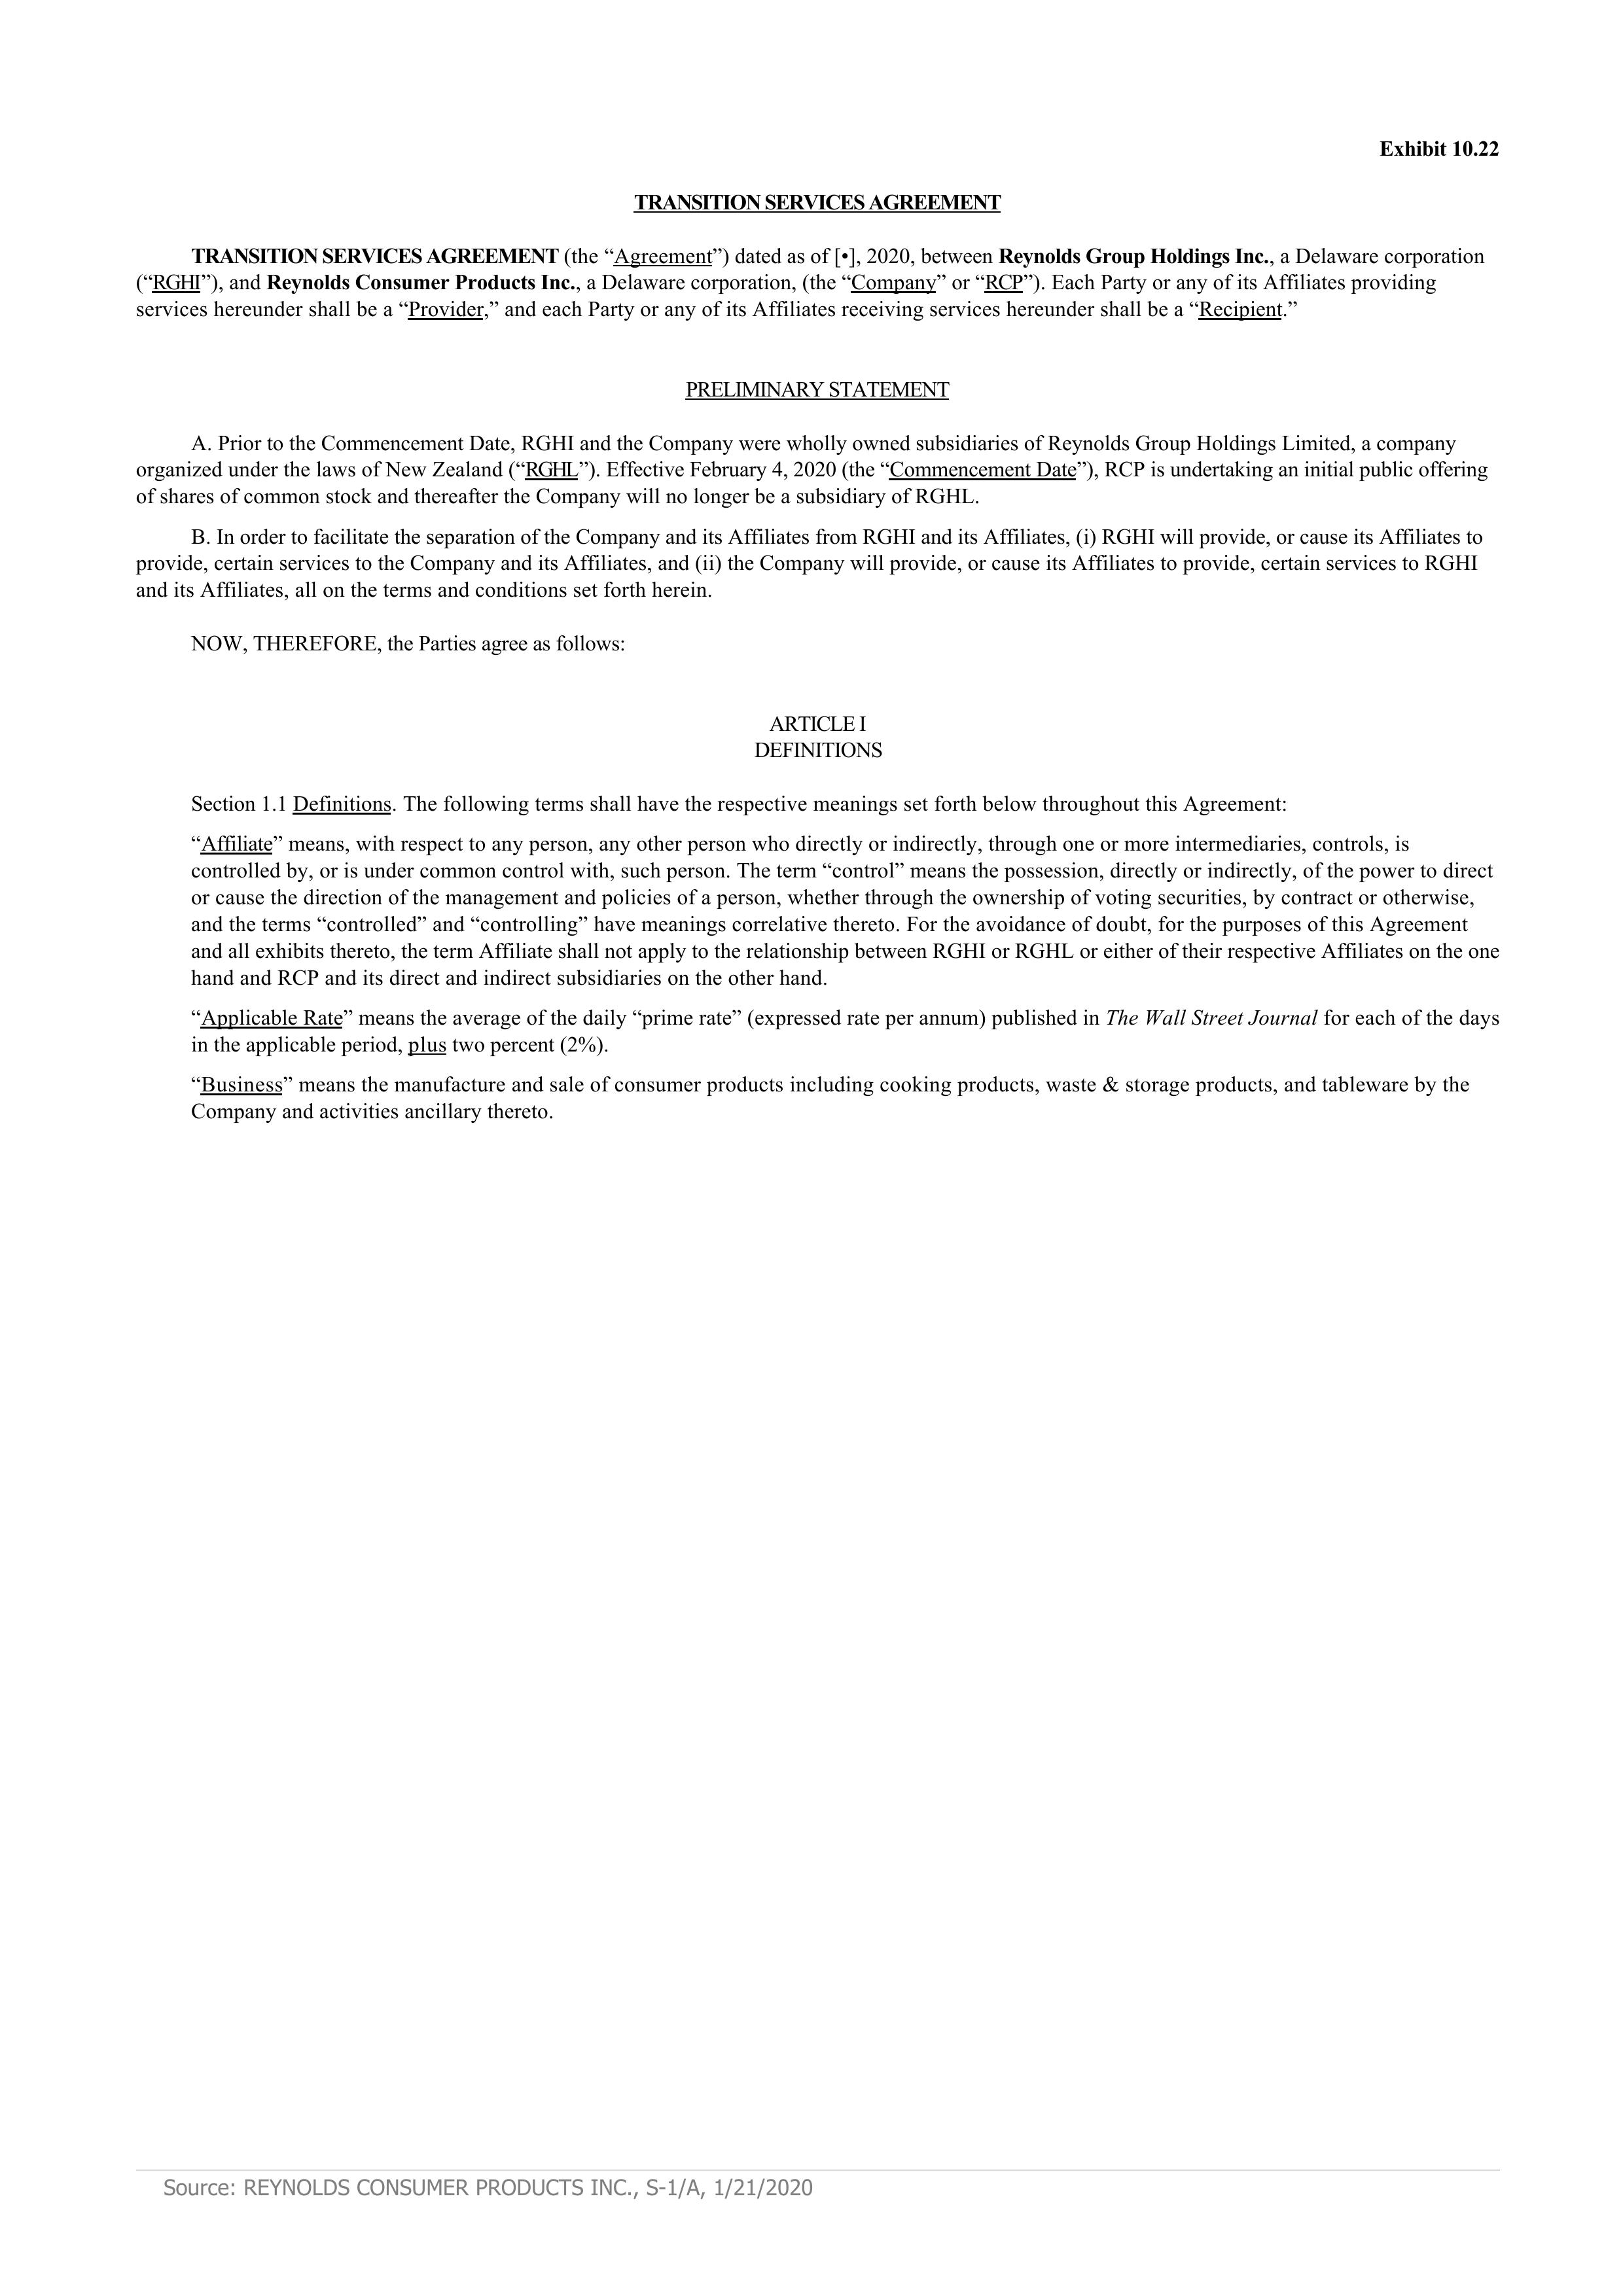 Exhibit 10.22
TRANSITION SERVICES AGREEMENT
TRANSITION SERVICES AGREEMENT (the “Agreement”) dated as of [•], 2020, between Reynolds Group Holdings Inc., a Delaware corporation
(“RGHI”), and Reynolds Consumer Products Inc., a Delaware corporation, (the “Company” or “RCP”). Each Party or any of its Affiliates providing
services hereunder shall be a “Provider,” and each Party or any of its Affiliates receiving services hereunder shall be a “Recipient.”
PRELIMINARY STATEMENT
A. Prior to the Commencement Date, RGHI and the Company were wholly owned subsidiaries of Reynolds Group Holdings Limited, a company
organized under the laws of New Zealand (“RGHL”). Effective February 4, 2020 (the “Commencement Date”), RCP is undertaking an initial public offering
of shares of common stock and thereafter the Company will no longer be a subsidiary of RGHL.
B. In order to facilitate the separation of the Company and its Affiliates from RGHI and its Affiliates, (i) RGHI will provide, or cause its Affiliates to
provide, certain services to the Company and its Affiliates, and (ii) the Company will provide, or cause its Affiliates to provide, certain services to RGHI
and its Affiliates, all on the terms and conditions set forth herein.
NOW, THEREFORE, the Parties agree as follows:
ARTICLE I
DEFINITIONS
Section 1.1 Definitions. The following terms shall have the respective meanings set forth below throughout this Agreement:
“Affiliate” means, with respect to any person, any other person who directly or indirectly, through one or more intermediaries, controls, is
controlled by, or is under common control with, such person. The term “control” means the possession, directly or indirectly, of the power to direct
or cause the direction of the management and policies of a person, whether through the ownership of voting securities, by contract or otherwise,
and the terms “controlled” and “controlling” have meanings correlative thereto. For the avoidance of doubt, for the purposes of this Agreement
and all exhibits thereto, the term Affiliate shall not apply to the relationship between RGHI or RGHL or either of their respective Affiliates on the one
hand and RCP and its direct and indirect subsidiaries on the other hand.
“Applicable Rate” means the average of the daily “prime rate” (expressed rate per annum) published in The Wall Street Journal for each of the days
in the applicable period, plus two percent (2%).
“Business” means the manufacture and sale of consumer products including cooking products, waste & storage products, and tableware by the
Company and activities ancillary thereto.
Source: REYNOLDS CONSUMER PRODUCTS INC., S-1/A, 1/21/2020